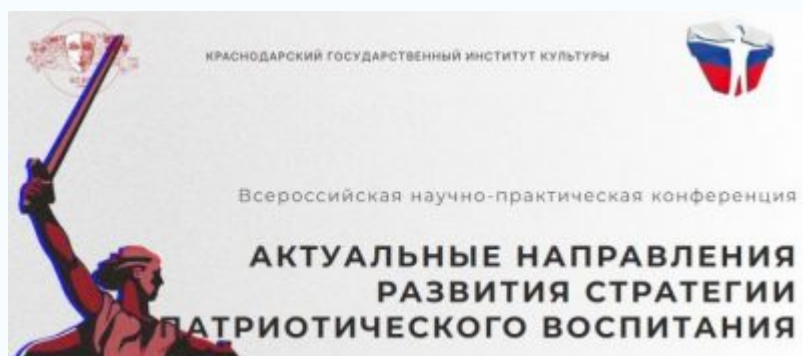 КРАСНОДАРСКИЙ ГОСУДАРСТВЕННЫЙ ИНСТИТУТ КУЛЬТУРЫ
Всероссийская научно-практическая конференция
АКТУАЛЬНЫЕ НАПРАВЛЕНИЯ
РАЗВИТИЯ СТРАТЕГИИ
ПАТРИОТИЧЕСКОГО ВОСПИТАНИЯ